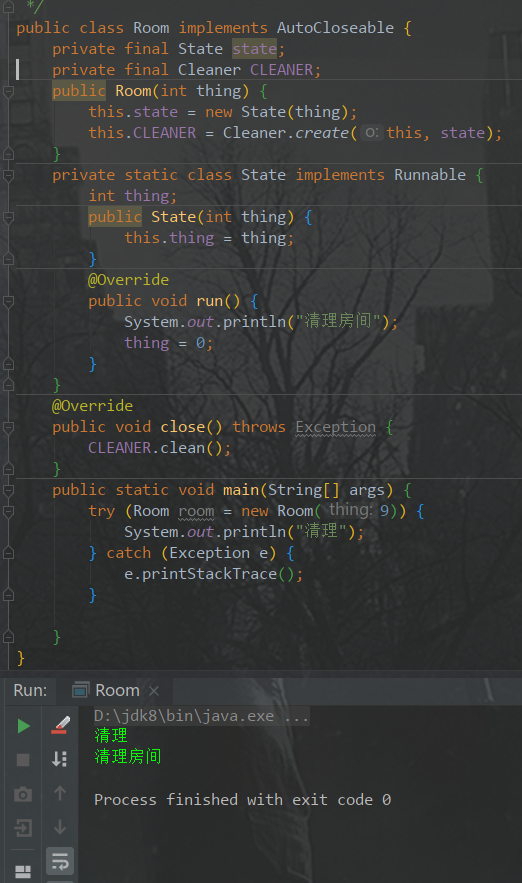 */
public class Room implements AutoCloseable {
private final State state;
private final Cleaner CLEANER;
public Room(int thing) {
this.state = new State(thing);
this.CLEANER = Cleaner.create( o: this, state);
}
private static class State implements Runnable {
int thing;
public State(int thing) {
this.thing = thing;
}
@Override
public void run() {
System.out.println("清理房间");
thing = 0;
}
}
@Override
public void close() throws Exception {
CLEANER.clean();
}
public static void main(String[] args) {
try (Room room = new Room( thing: 9)) {
System.out.println("清理");
} catch (Exception e) {
e.printStackTrace();
}
}
}
Run: Room ×
D:\jdk8\bin\java.exe ...
清理
清理房间
Process finished with exit code 0